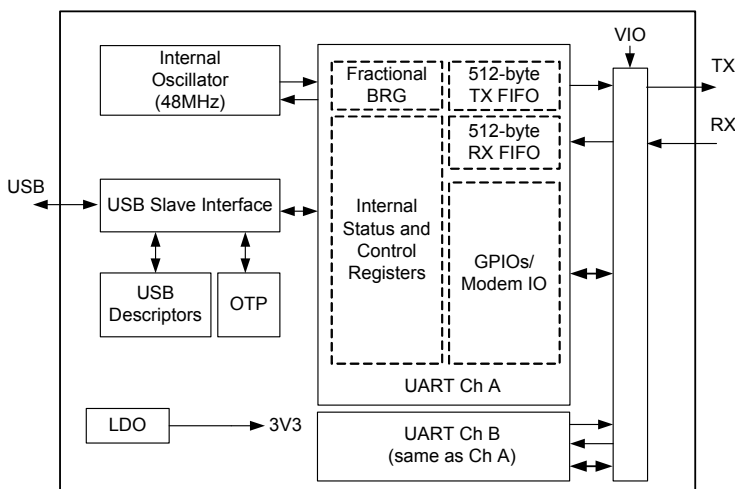 Internal
Oscillator
(48MHz)
Fractional
BRG
512-byte
TX FIFO
512-byte
RX FIFO
VIO
TX
RX
USB
USB Slave Interface
USB
Descriptors
OTP
Internal
Status and
Control
Registers
GPIOs/
Modem IO
UART Ch A
LDO
3V3
UART Ch B
(same as Ch A)